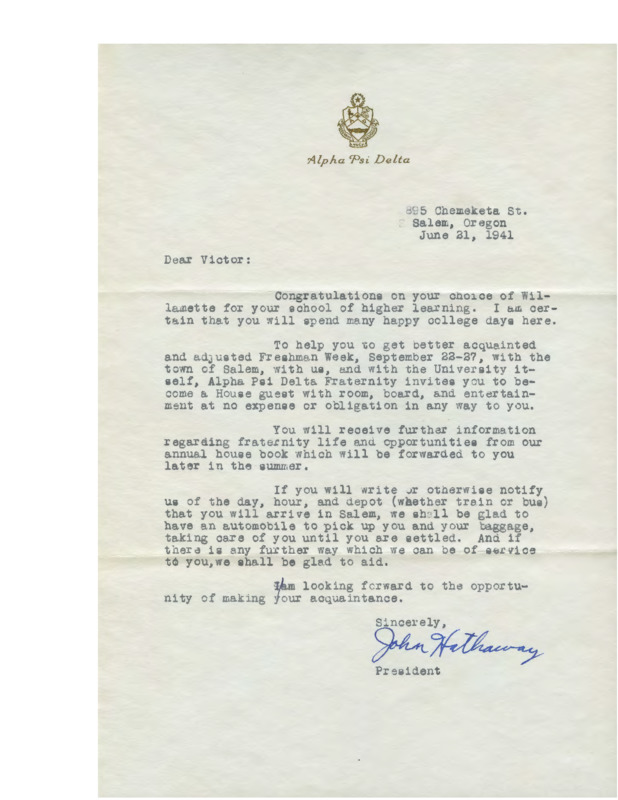 Alpha Psi Delta
895 Chemeketa St.
Salem, Oregon
June 21, 1941
Dear Victor:
Congratulations on your choice of Wil-
lamette for your school of higher learning. I am cer-
tain that you will spend many happy college days here.
To help you to get better acquainted
and adjusted Freshman Week, September 22-27, with the
town of Salem, with us, and with the University it-
self, Alpha Psi Delta Fraternity invites you to be-
come a House guest with room, board, and entertain-
ment at no expense or obligation in any way to you.
You will receive further information
regarding fraternity life and opportunities from our
annual house book which will be forwarded to you
later in the summer.
If you will write or otherwise notify
us of the day, hour, and depot (whether train or bus)
that you will arrive in Salem, we shall be glad to
have an automobile to pick up you and your baggage,
taking care of you until you are settled. And if
there is any further way which we can be of service
to you,we shall be glad to aid.
I/am looking forward to the opportu-
nity of making your acquaintance.
Sincerely,
John Hathaway
President